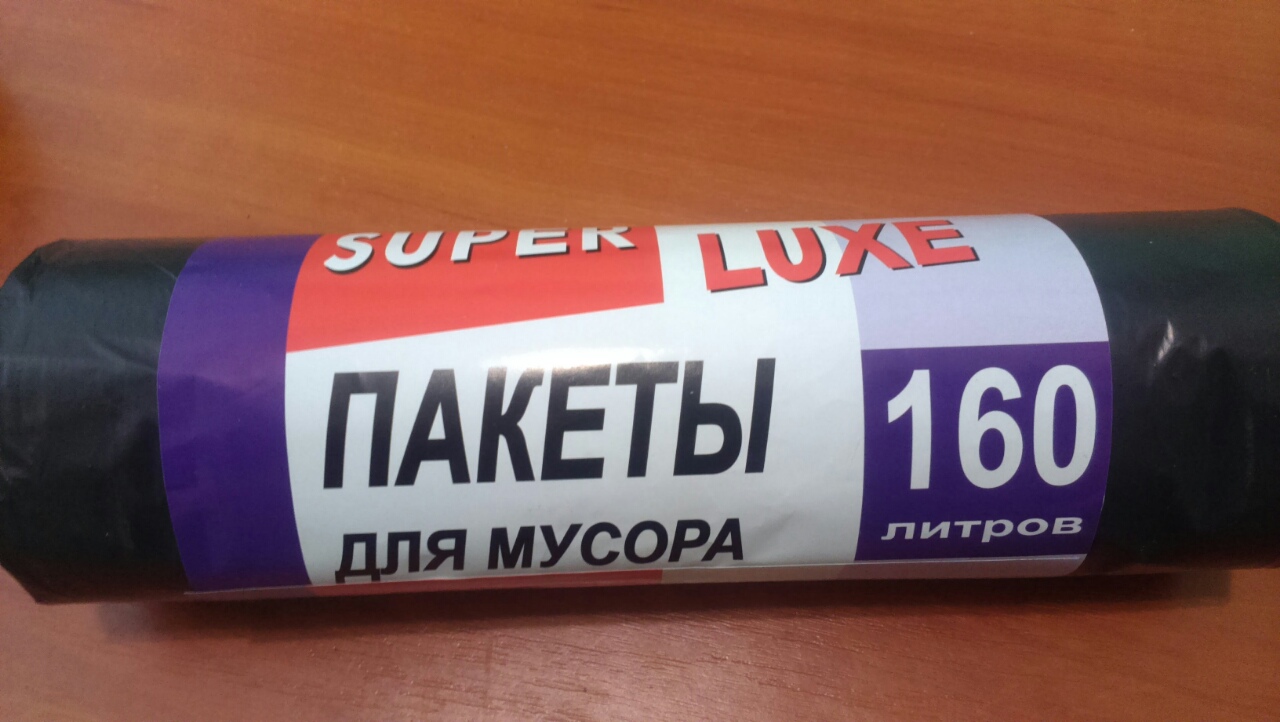 SUPER LUXE
ПАКЕТЫ
ДЛЯ МУСОРА
160
литров